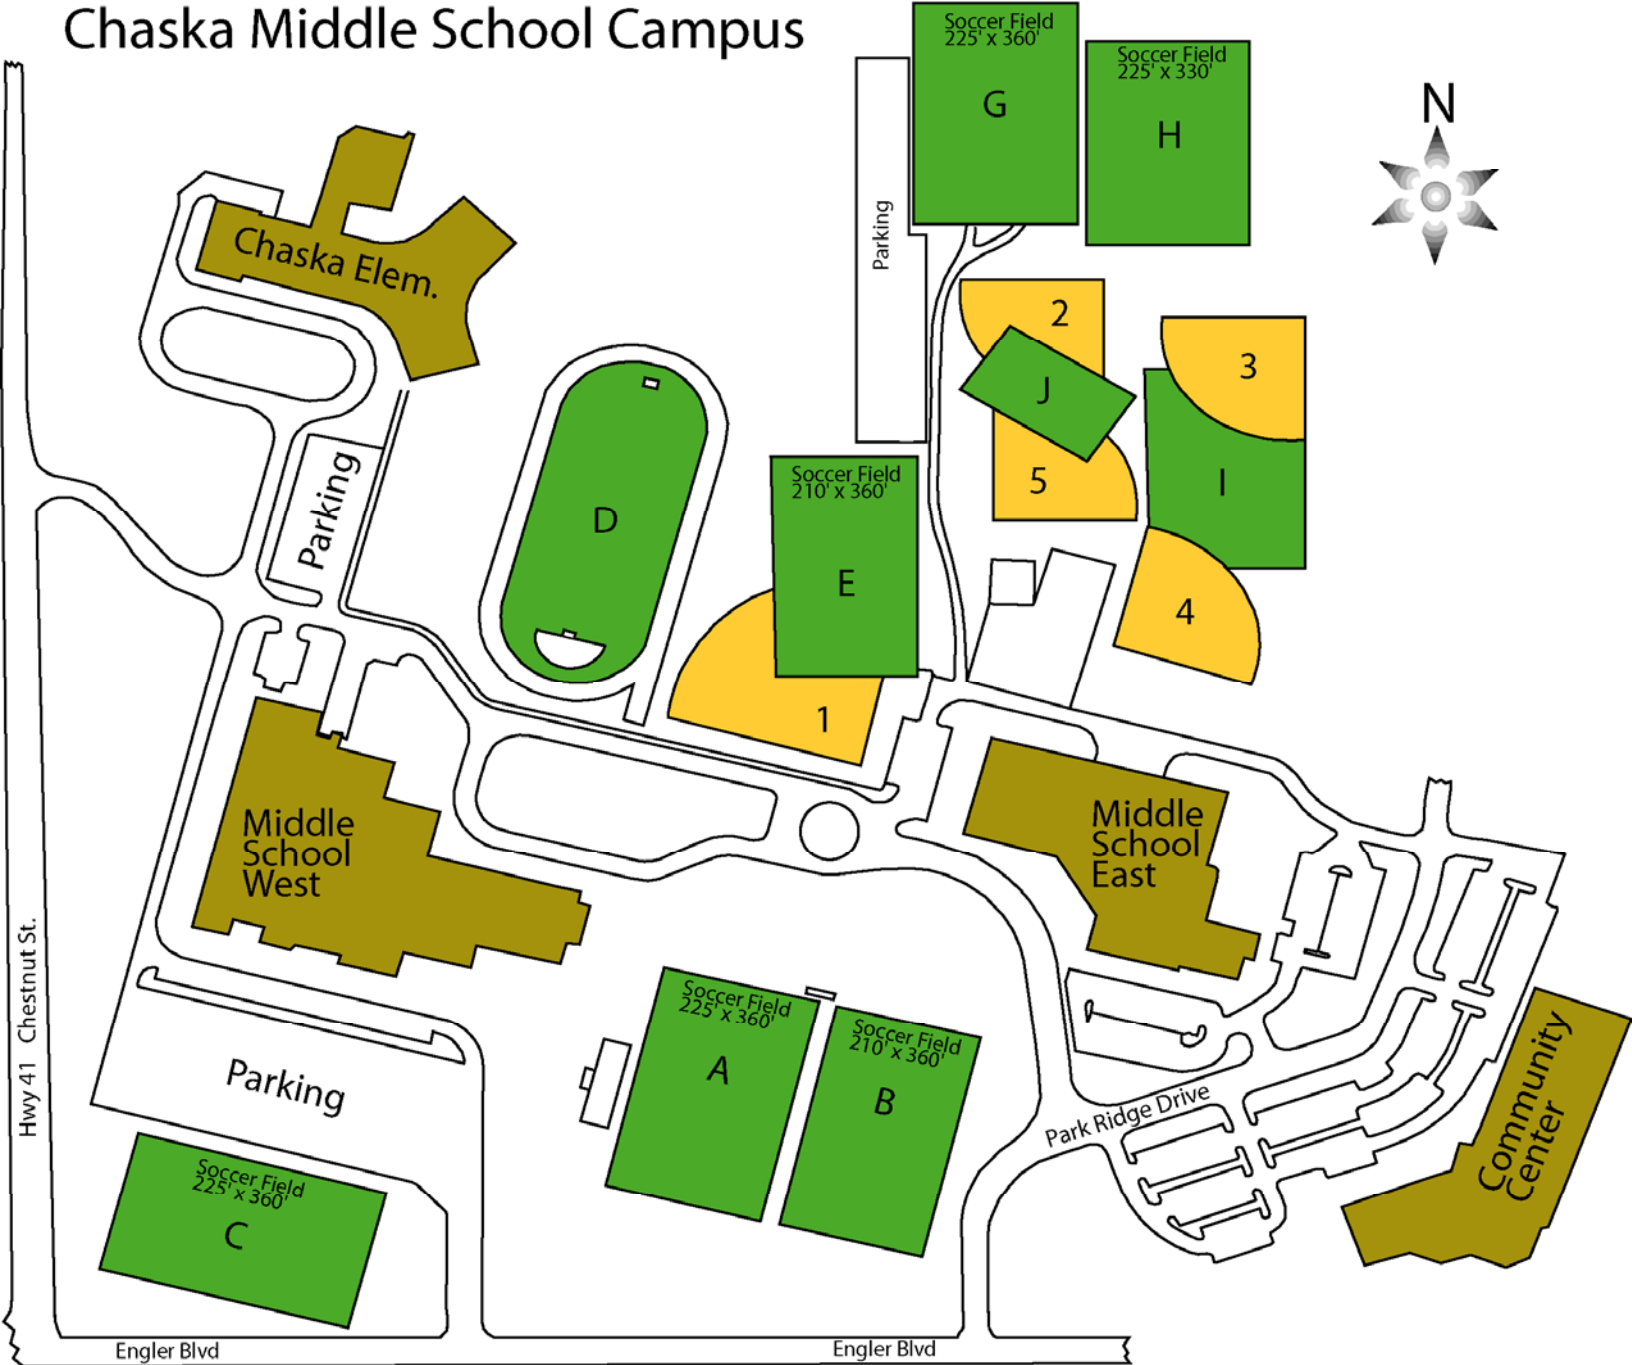 Chaska Middle School Campus
Soccer Field
225' x 360'
G
Soccer Field
225' x 330'
H
N
Parking
Chaska Elem.
2
3
J
I
5
4
Parking
D
Soccer Field
210' x 360'
E
1
Middle
School
West
Middle
School
East
Hwy 41 Chestnut St.
Parking
Soccer Field
225' x 360'
A
Soccer Field
210' x 360'
B
Park Ridge Drive
Community
Center
Soccer Field
225' x 360'
C
Engler Blvd
Engler Blvd